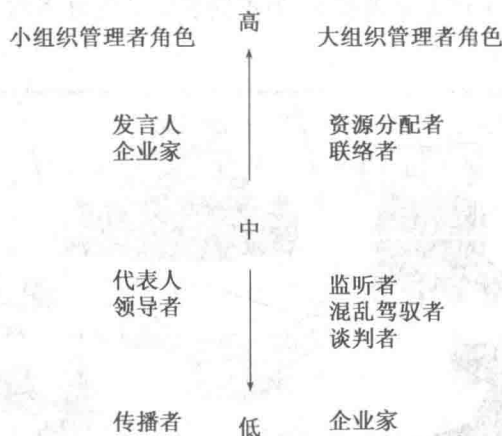 高
小组织管理者角色 大组织管理者角色
发言人 资源分配者
企业家 联络者
中
代表人 监听者
领导者 混乱驾驭者
谈判者
传播者 低 企业家